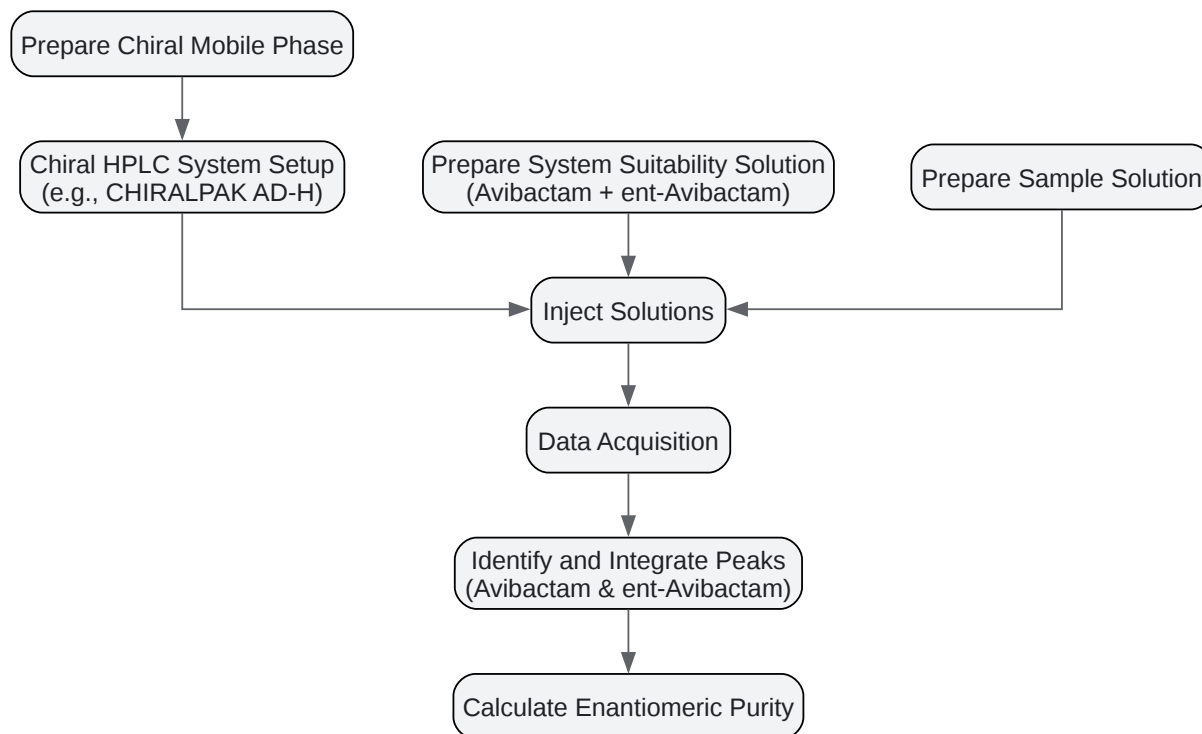 Prepare Chiral Mobile Phase
Chiral HPLC System Setup
(e.g., CHIRALPAK AD-H)
Prepare System Suitability Solution
(Avibactam + ent-Avibactam)
Prepare Sample Solution
Inject Solutions
Data Acquisition
Identify and Integrate Peaks
(Avibactam & ent-Avibactam)
Calculate Enantiomeric Purity